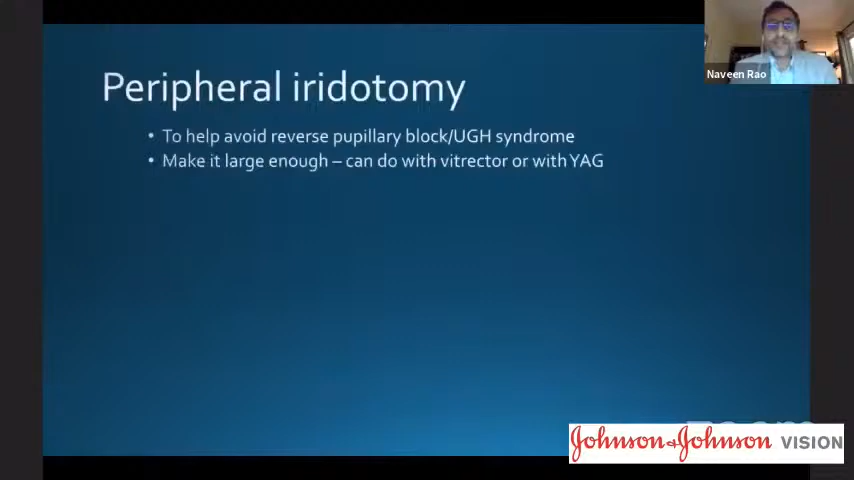 Naveen Rao
Peripheral iridotomy
• To help avoid reverse pupillary block/UGH syndrome
• Make it large enough – can do with vitrector or with YAG
Johnson & Johnson VISION